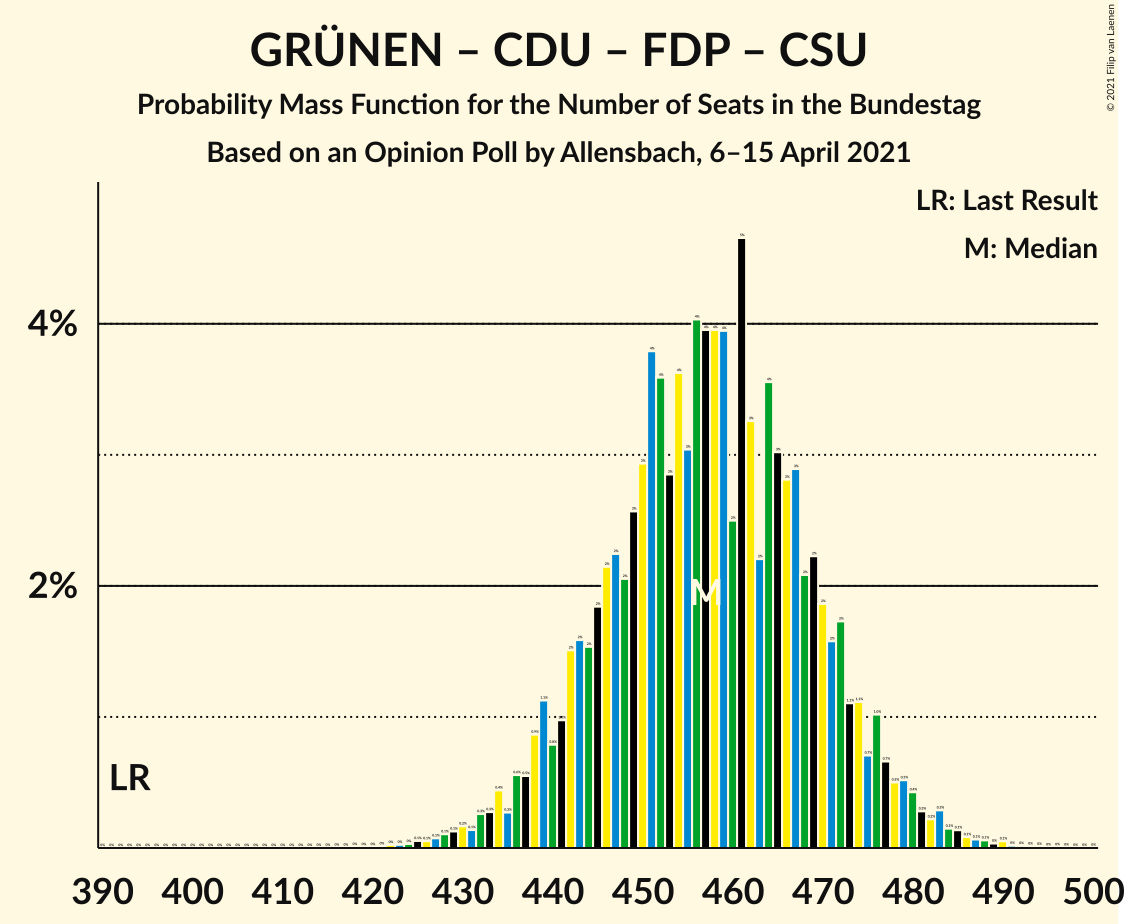 GRÜNEN – CDU – FDP – CSU
Probability Mass Function for the Number of Seats in the Bundestag
Based on an Opinion Poll by Allensbach, 6–15 April 2021
© 2021 Filip van Laenen
LR: Last Result
M: Median
4%
2%
M
LR
390 400 410 420 430 440 450 460 470 480 490 500